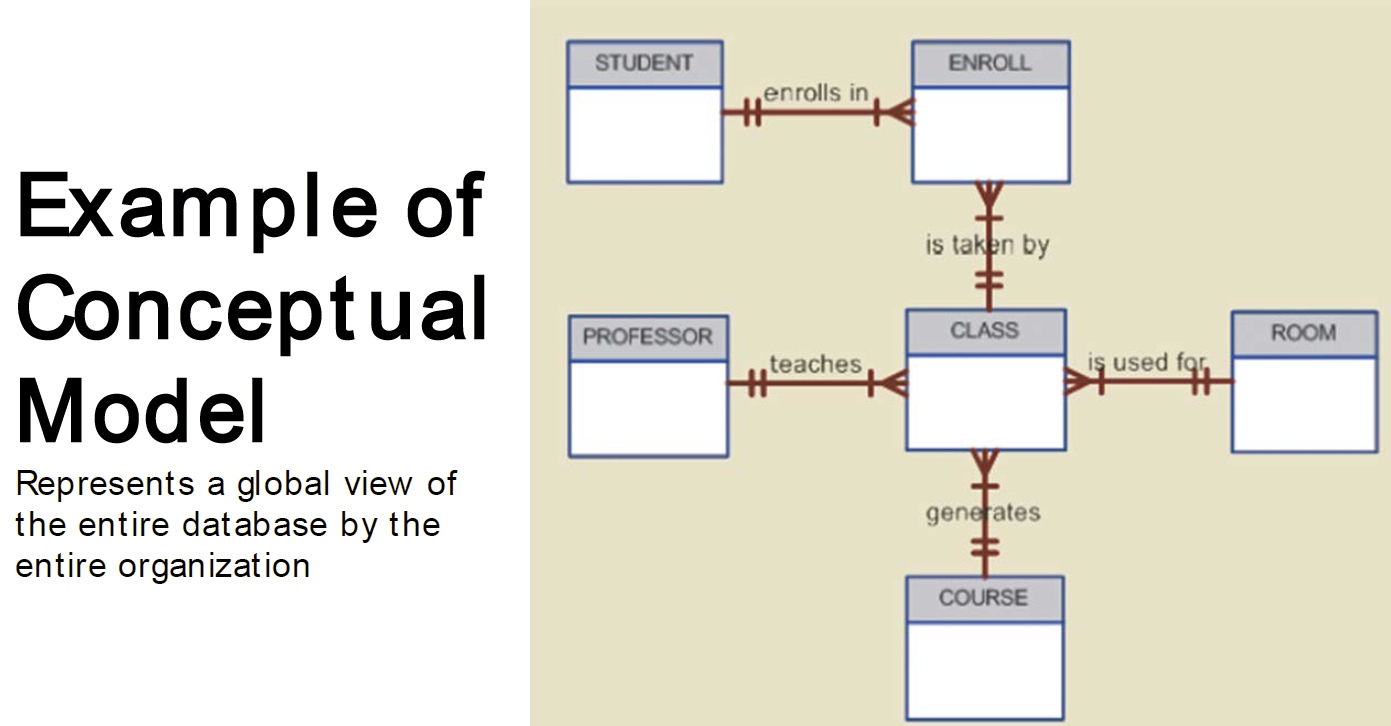 Example of
Conceptual
Model
Represents a global view of
the entire database by the
entire organization
STUDENT
enrolls in
ENROLL
is taken by
PROFESSOR
teaches
CLASS
is used for
ROOM
generates
COURSE